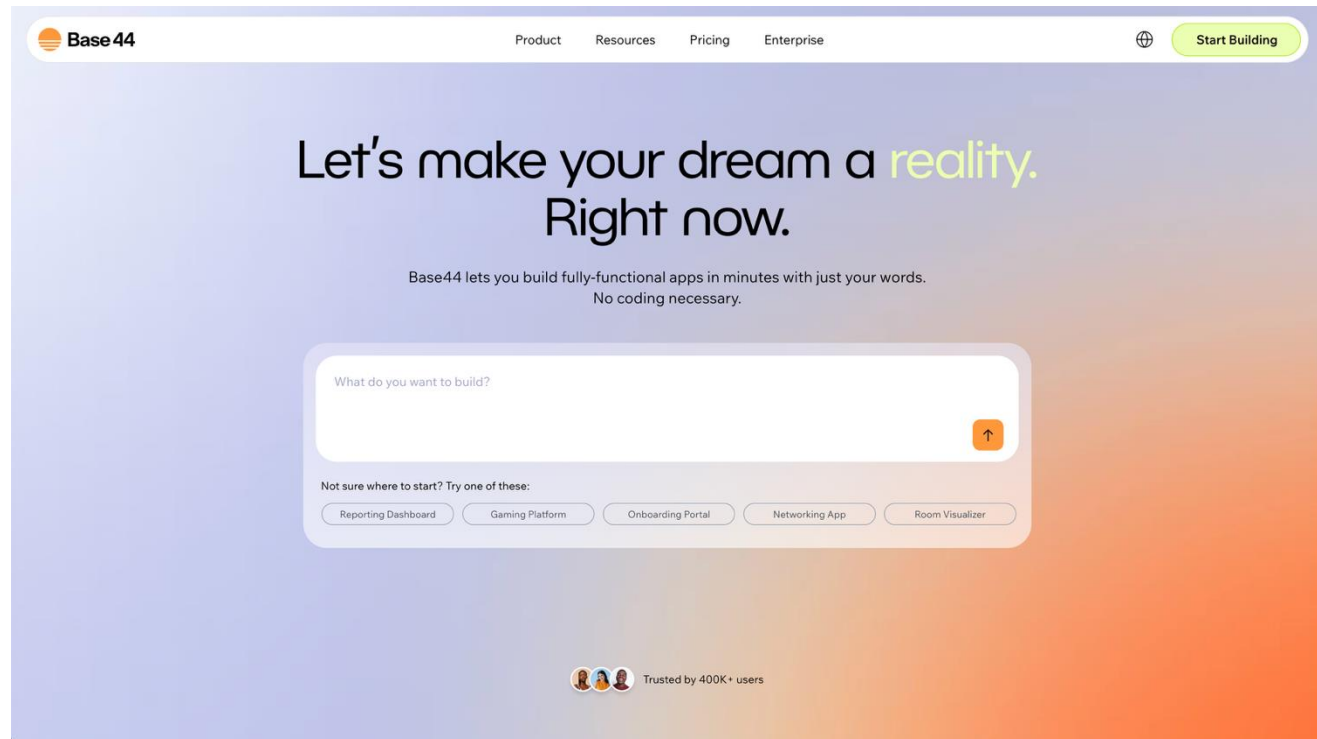 Base 44
Product Resources Pricing Enterprise
Start Building
Let's make your dream a reality.
Right now.
Base44 lets you build fully-functional apps in minutes with just your words.
No coding necessary.
What do you want to build?
Not sure where to start? Try one of these:
Reporting Dashboard Gaming Platform Onboarding Portal Networking App Room Visualizer
Trusted by 400K+ users